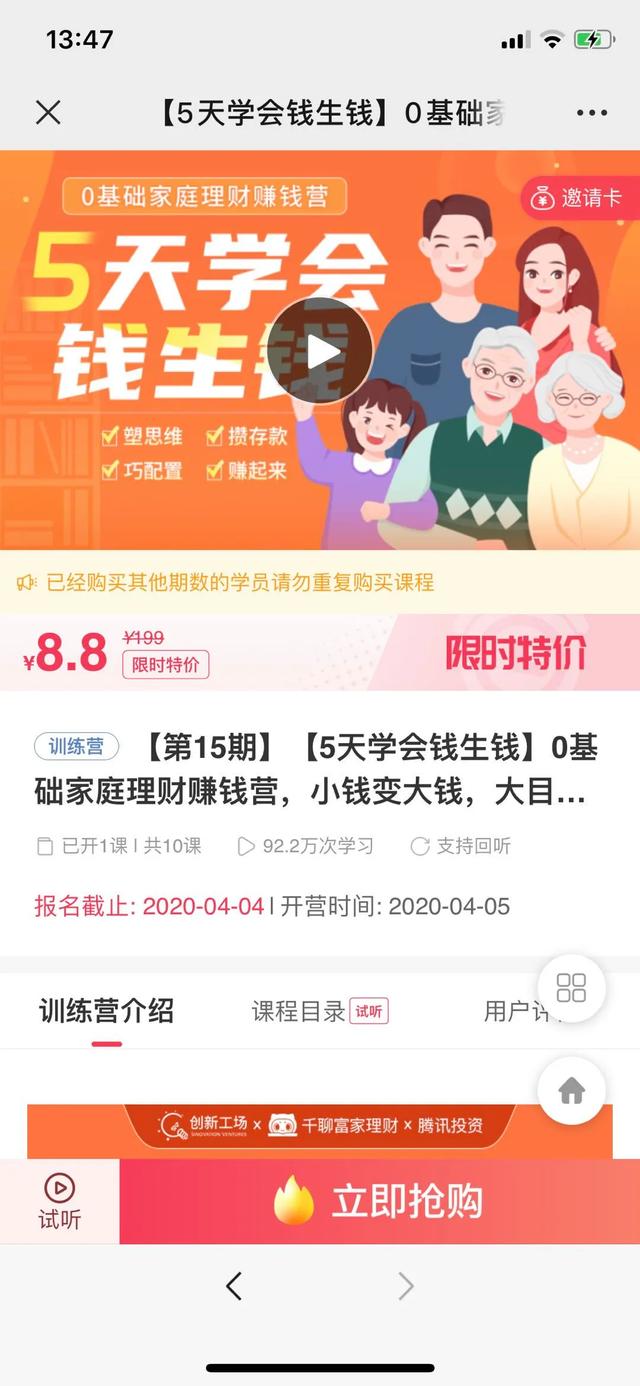 13:47
【5天学会钱生钱】0基础家
0基础家庭理财赚钱营
邀请卡
5天学会
钱生钱
塑思维 攒存款
巧配置 赚起来
已经购买其他期数的学员请勿重复购买课程
¥8.8 ¥199
限时特价
限时特价
训练营 【第15期】【5天学会钱生钱】0基
础家庭理财赚钱营，小钱变大钱，大目...
已开1课 | 共10课 92.2万次学习 支持回听
报名截止: 2020-04-04 | 开营时间: 2020-04-05
训练营介绍 课程目录 试听 用户评
创新工场 x 千聊富家理财 x 腾讯投资
SINOVATION VENTURES
试听
立即抢购